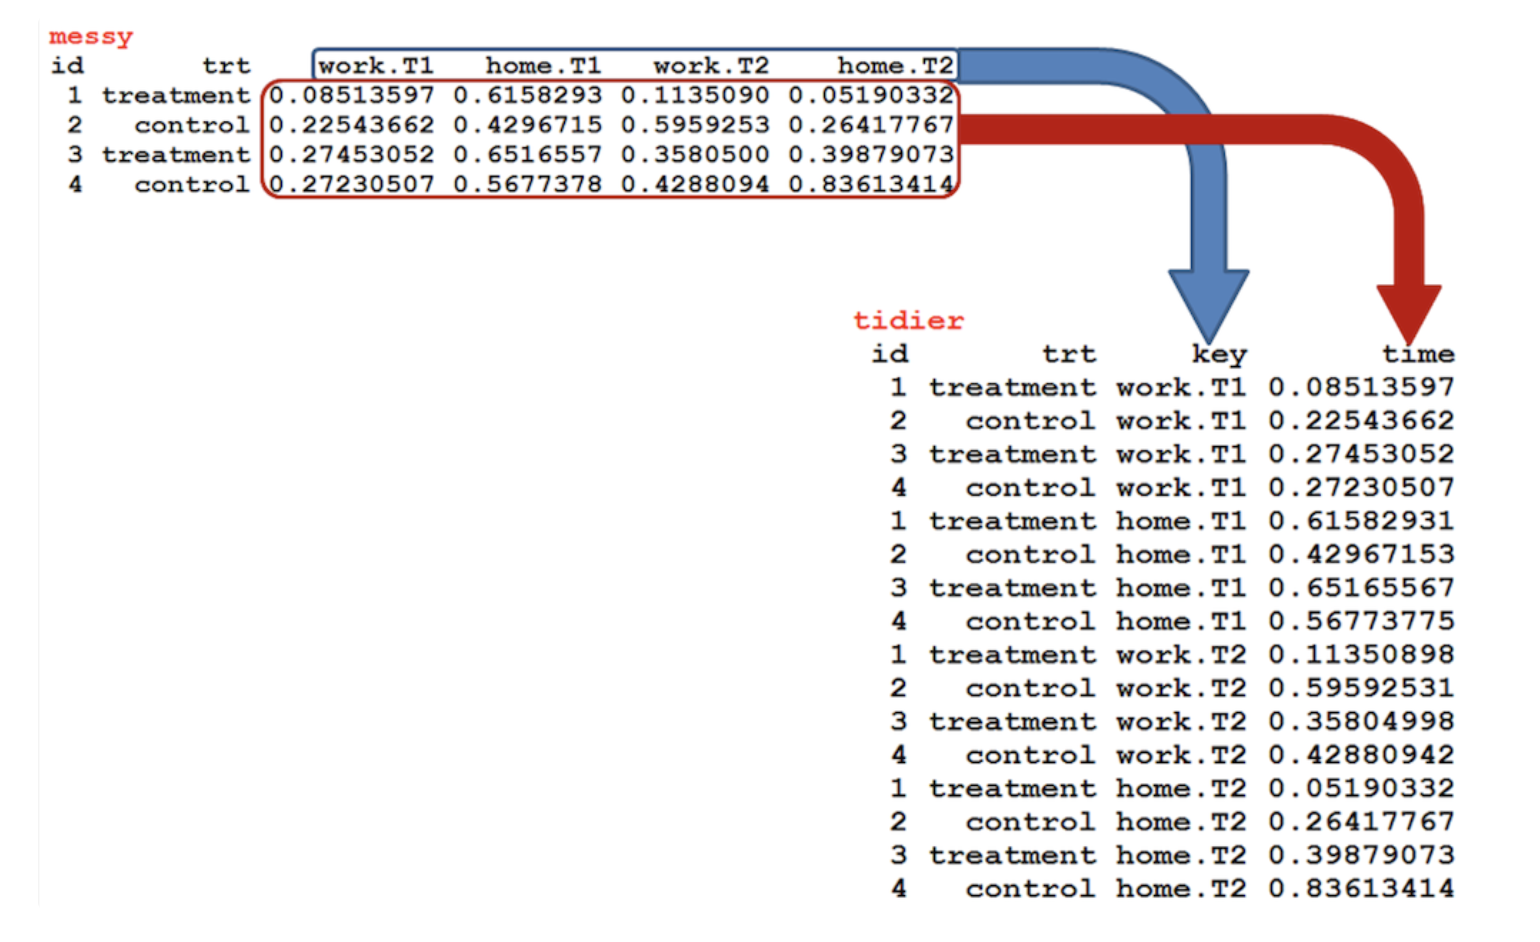 messy
id trt work.T1 home.T1 work.T2 home.T2
1 treatment 0.08513597 0.6158293 0.1135090 0.05190332
2 control 0.22543662 0.4296715 0.5959253 0.26417767
3 treatment 0.27453052 0.6516557 0.3580500 0.39879073
4 control 0.27230507 0.5677378 0.4288094 0.83613414
tidier
id trt key time
1 treatment work.T1 0.08513597
2 control work.T1 0.22543662
3 treatment work.T1 0.27453052
4 control work.T1 0.27230507
1 treatment home.T1 0.61582931
2 control home.T1 0.42967153
3 treatment home.T1 0.65165567
4 control home.T1 0.56773775
1 treatment work.T2 0.11350898
2 control work.T2 0.59592531
3 treatment work.T2 0.35804998
4 control work.T2 0.42880942
1 treatment home.T2 0.05190332
2 control home.T2 0.26417767
3 treatment home.T2 0.39879073
4 control home.T2 0.83613414